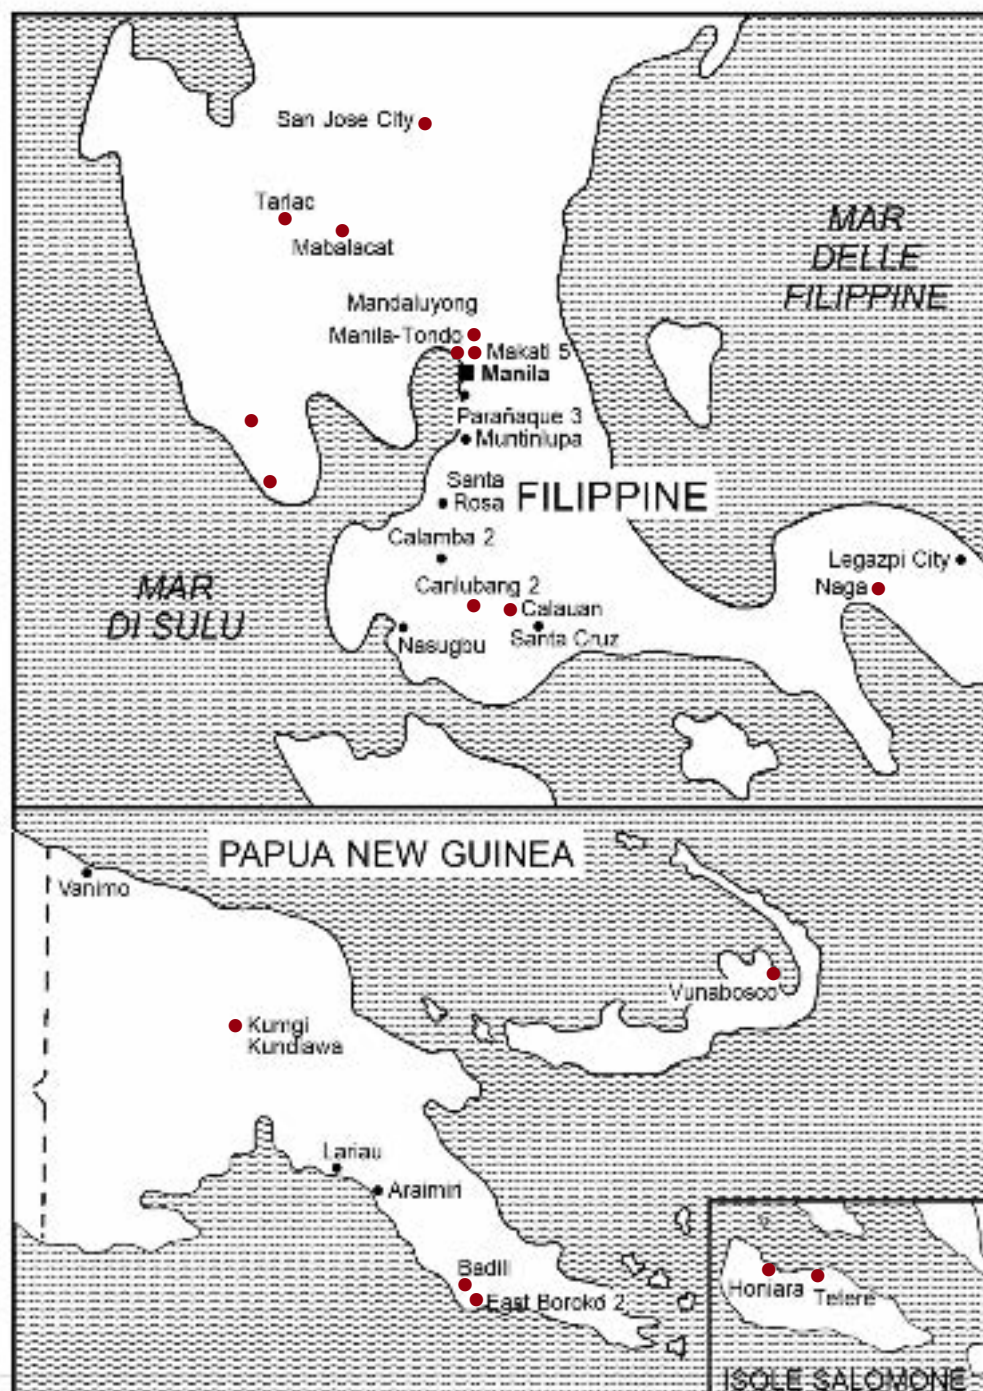 San Jose City
Tarlac
Mabalacat
MAR
DELLE
FILIPPINE
Mandaluyong
Manila-Tondo
Makati 5
Manila
Parañaque 3
Muntinlupa
Santa
Rosa
FILIPPINE
Calamba 2
Legazpi City
Naga
Canlubang 2
MAR
DI SULU
Calauan
Santa Cruz
Nasugbu
PAPUA NEW GUINEA
Vanimo
Vunabosco
Kumgi
Kundiawa
Lariau
Araimiri
Badili
East Boroko 2
Honiara
Tetere
ISOLE SALOMONE